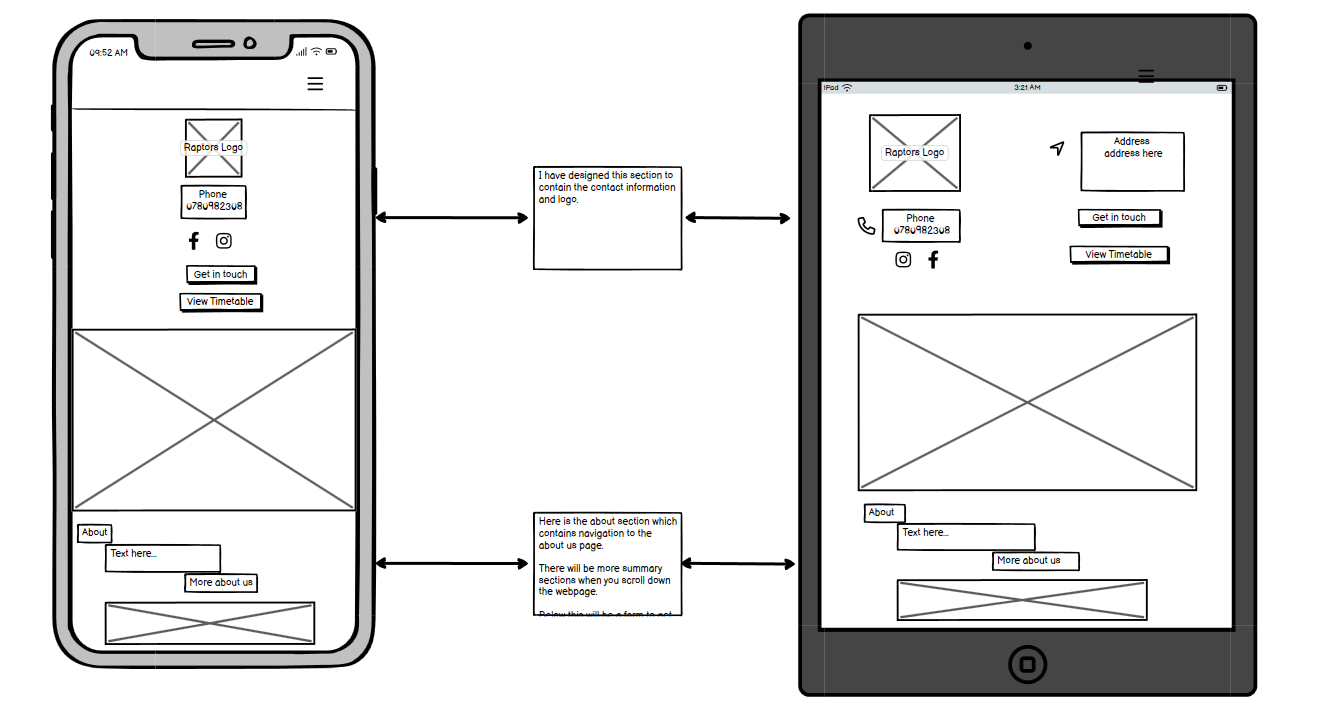 09:52 AM
Raptors Logo
Phone
0780982308
Get in touch
View Timetable
About
Text here...
More about us
I have designed this section to
contain the contact information
and logo.
Here is the about section which
contains navigation to the
about us page.
There will be more summary
sections when you scroll down
the webpage.
Below this will be a form to get
iPad
3:21 AM
Raptors Logo
Address
address here
Phone
0780982308
Get in touch
View Timetable
About
Text here...
More about us